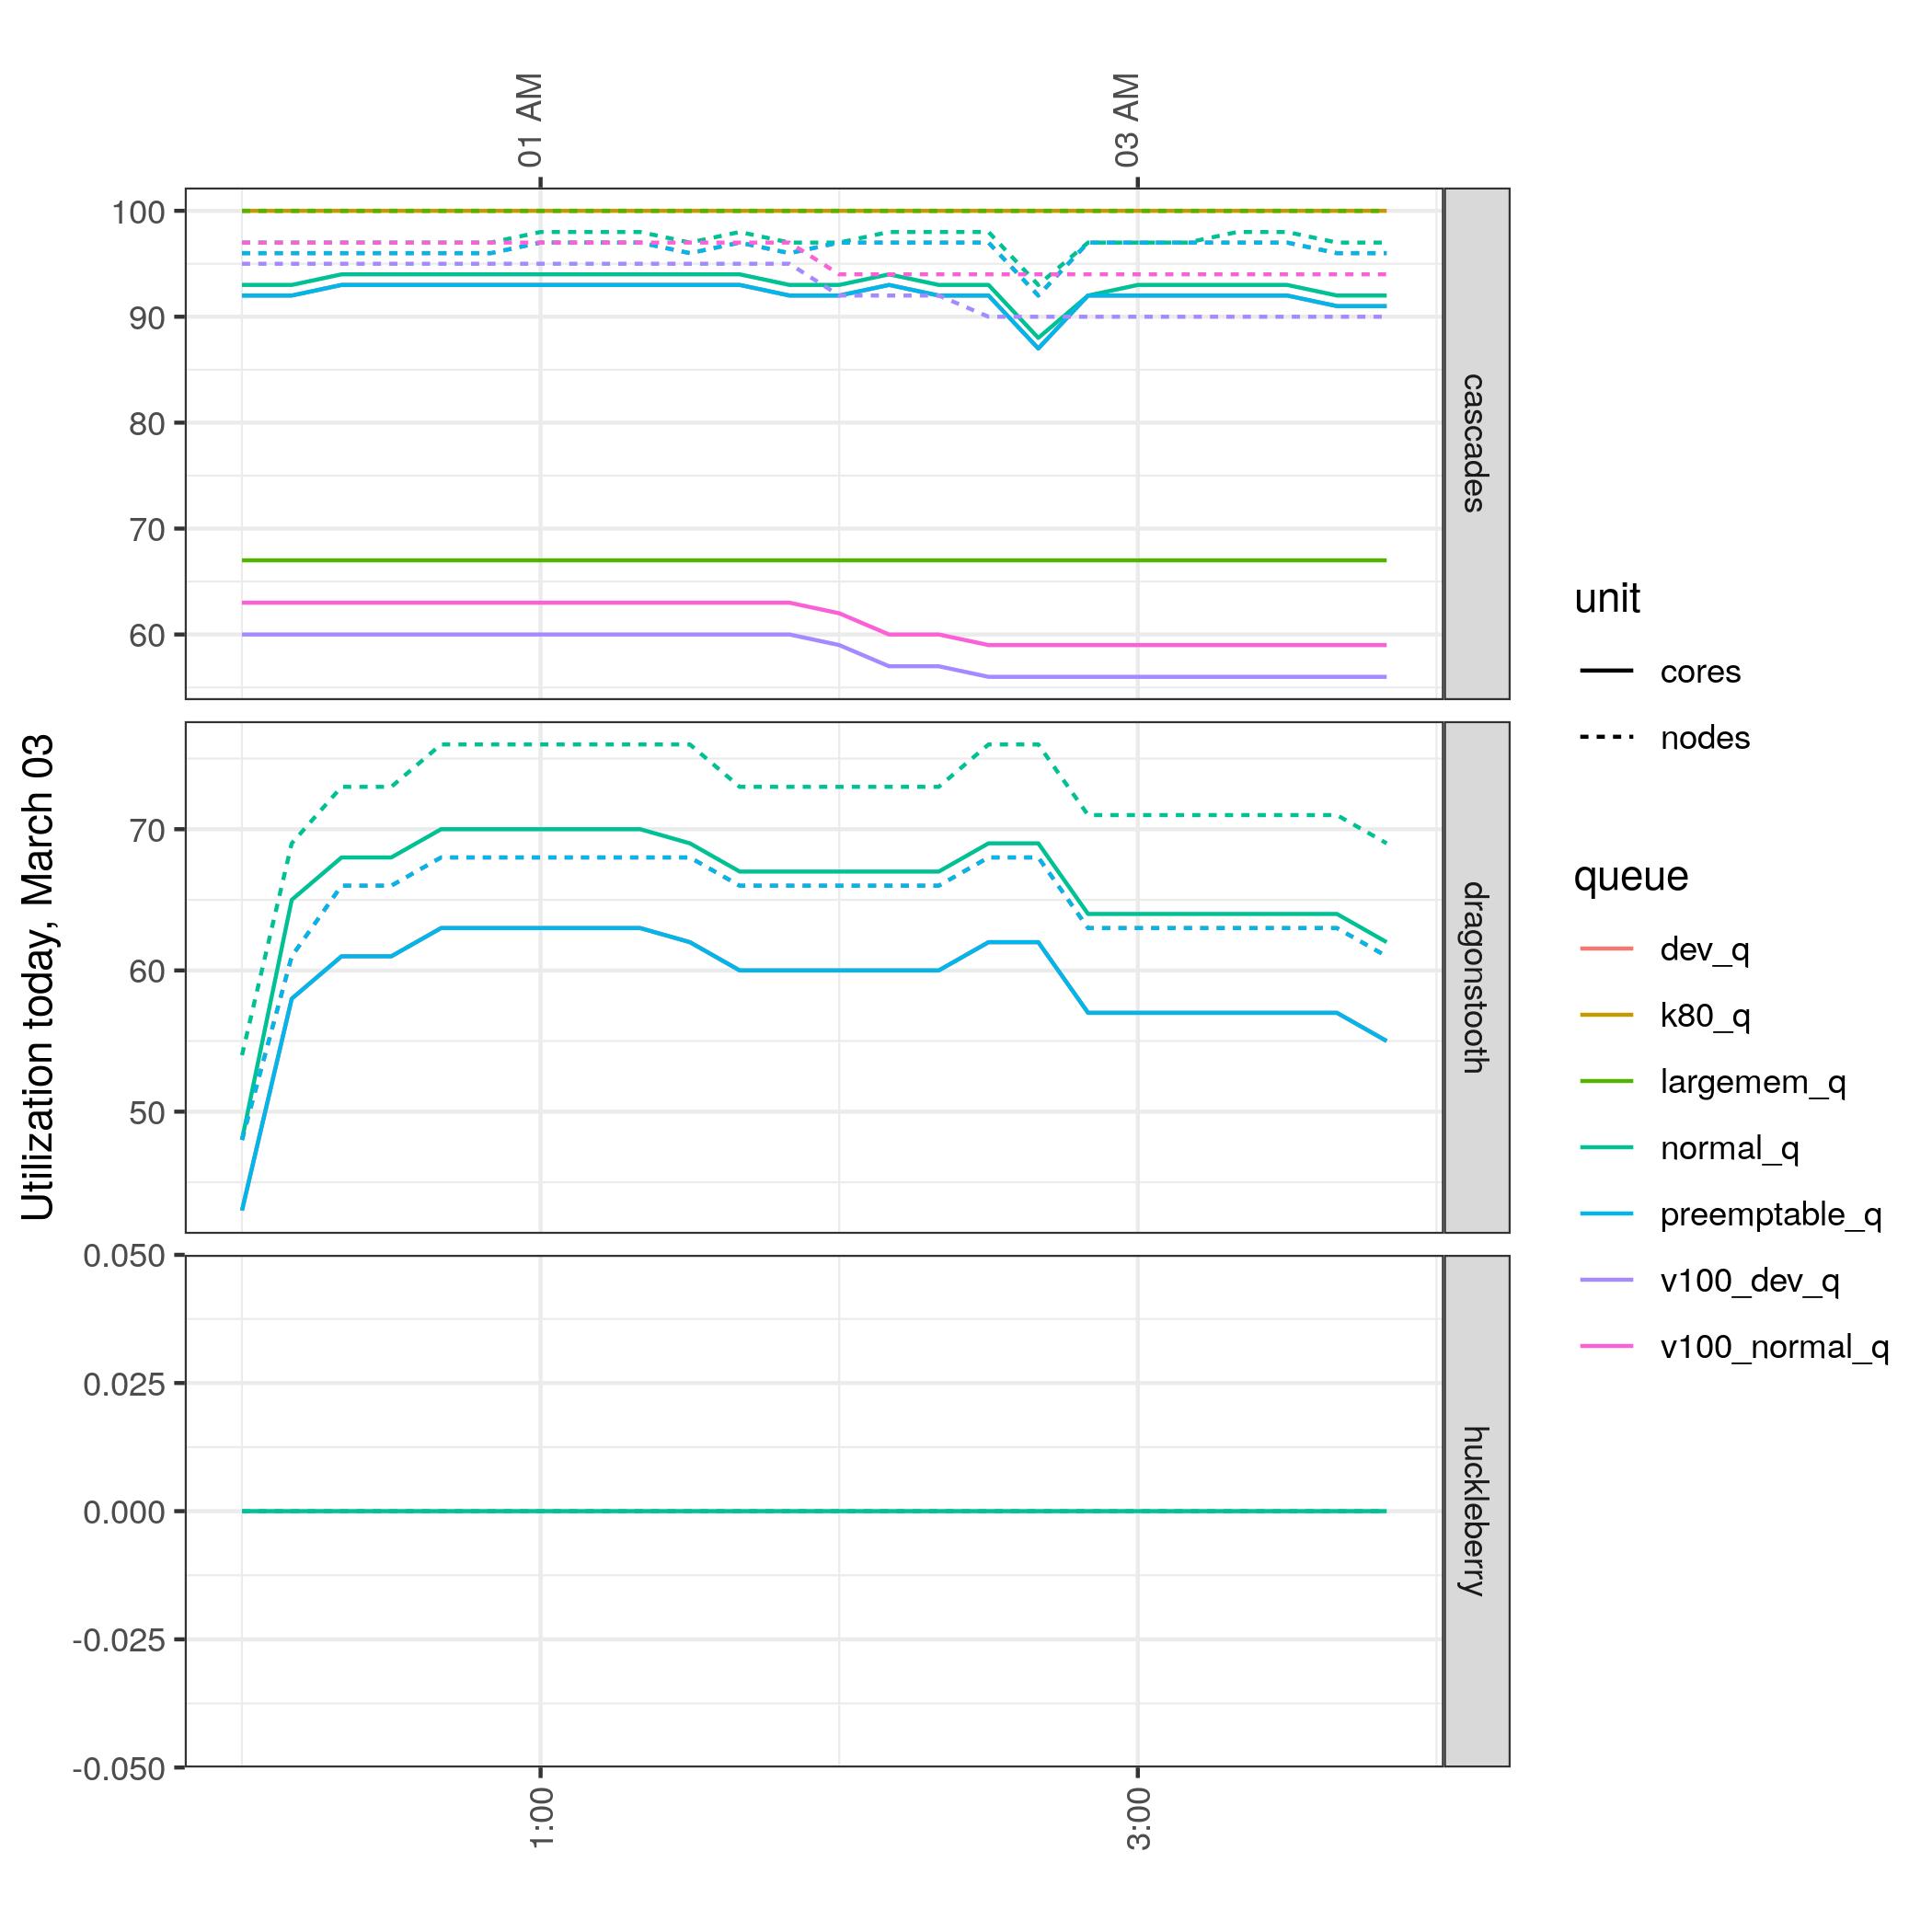 01 AM
03 AM
100
90
80
70
60
cascades
Utilization today, March 03
70
60
50
dragonstooth
0.050
0.025
0.000
-0.025
-0.050
huckleberry
1:00
3:00
unit
cores
nodes
queue
dev_q
k80_q
largemem_q
normal_q
preemptable_q
v100_dev_q
v100_normal_q